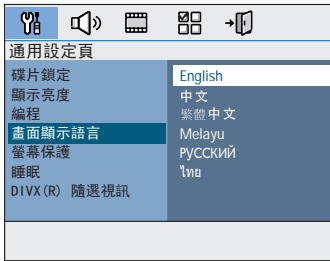 通用設定頁
碟片鎖定
顯示亮度
編程
畫面顯示語言
螢幕保護
睡眠
DIVX(R) 隨選視訊
English
中文
繁體中文
Melayu
РУССКИЙ
ไทย